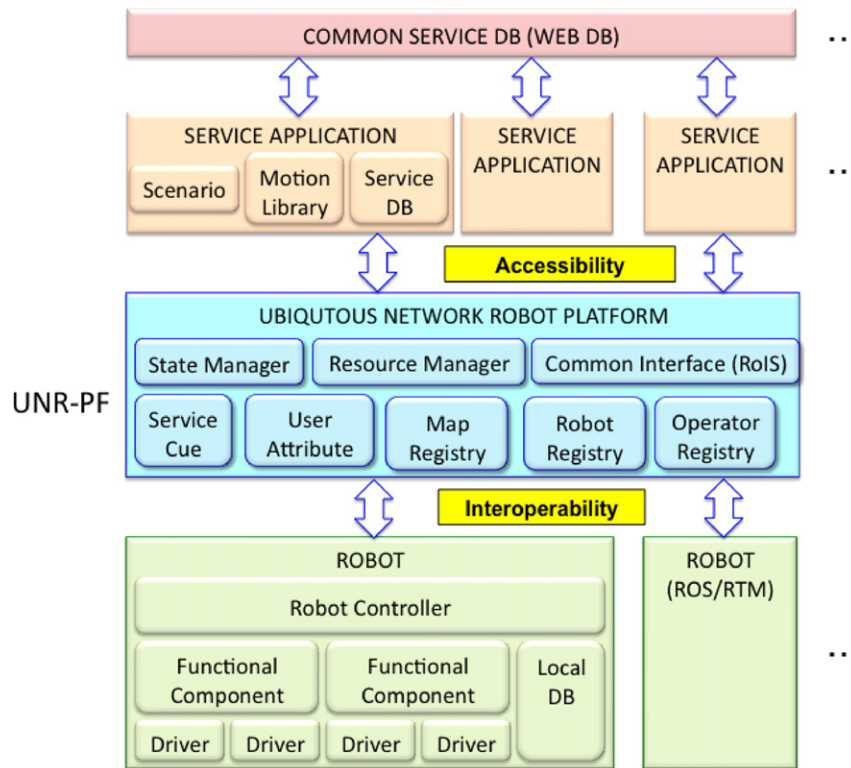 COMMON SERVICE DB (WEB DB)
..
SERVICE APPLICATION
Scenario
Motion
Library
Service
DB
SERVICE
APPLICATION
SERVICE
APPLICATION
..
Accessibility
UBIQUTOUS NETWORK ROBOT PLATFORM
State Manager
Resource Manager
Common Interface (RoIS)
UNR-PF
Service
Cue
User
Attribute
Map
Registry
Robot
Registry
Operator
Registry
Interoperability
ROBOT
Robot Controller
Functional
Component
Functional
Component
Local
DB
Driver
Driver
Driver
Driver
ROBOT
(ROS/RTM)
..